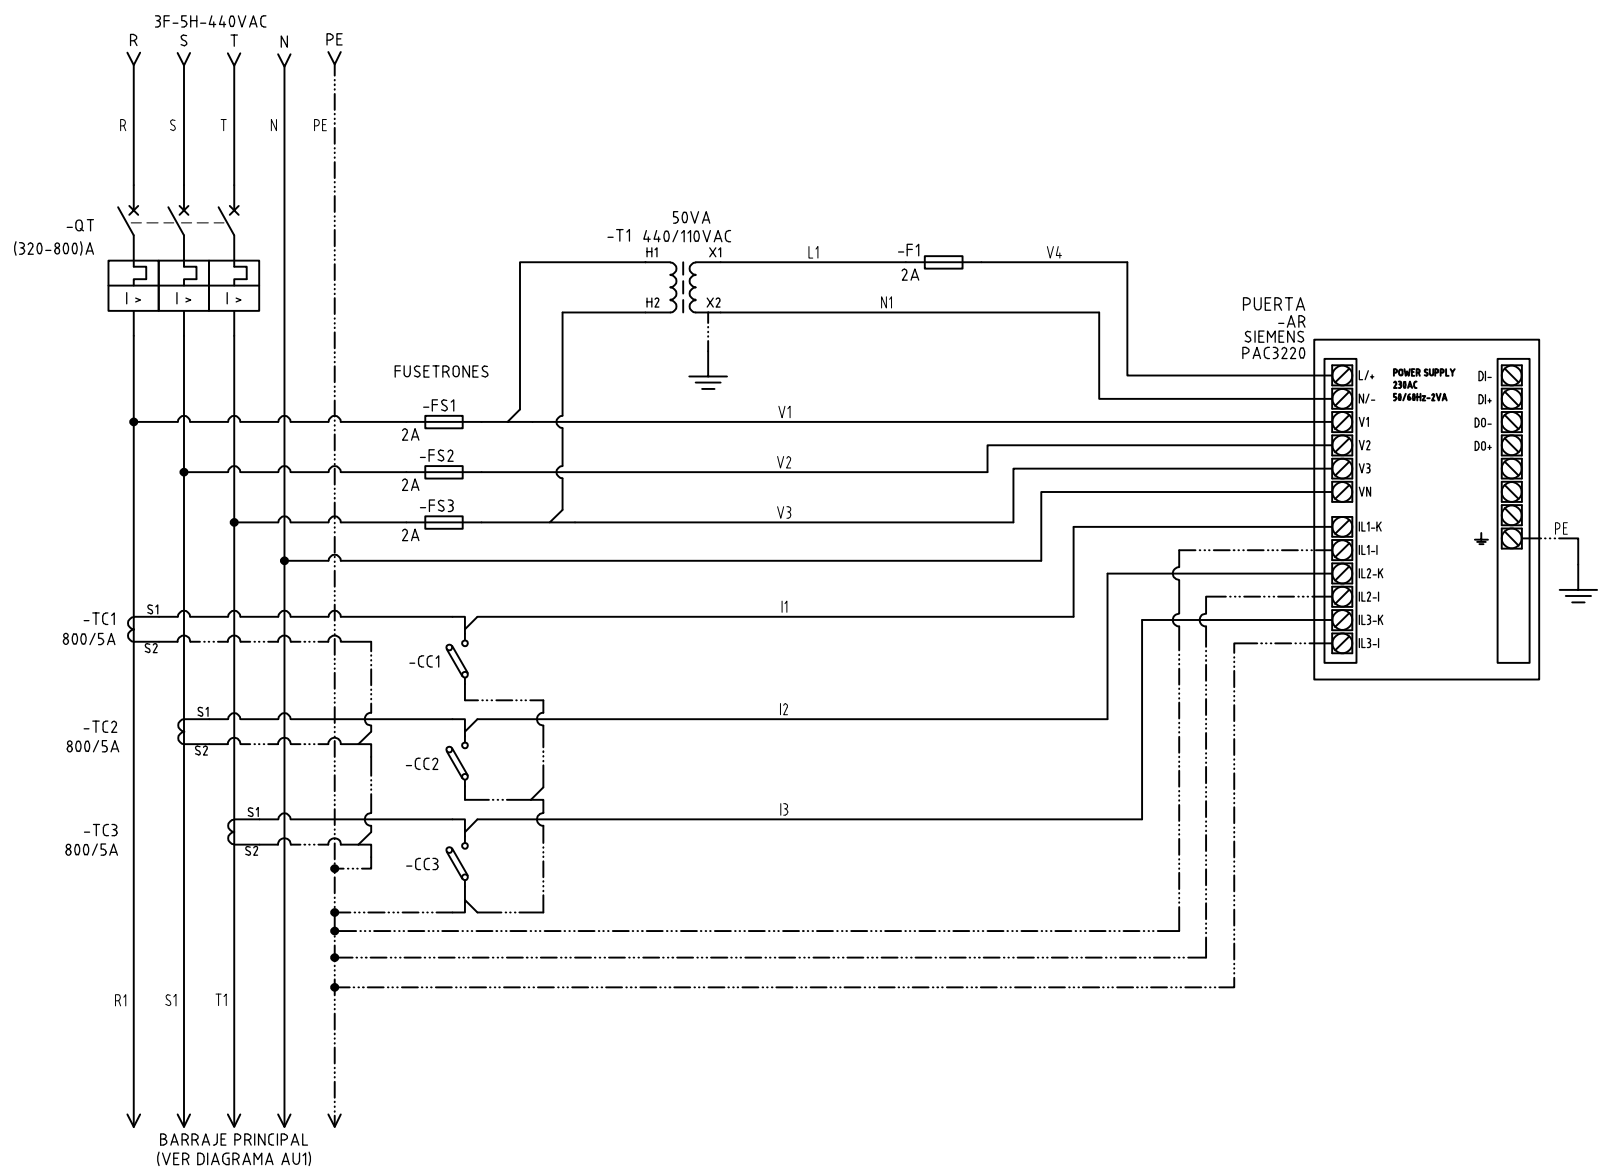 3F-5H-440VAC
R S T N PE
R S T N PE
-QT
(320-800)A
I > I > I >
50VA
-T1 440/110VAC
H1 X1
H2 X2
L1
-F1
2A
V4
N1
FUSETRONES
-FS1
2A
V1
-FS2
2A
V2
-FS3
2A
V3
PUERTA
-AR
SIEMENS
PAC3220
L/+
N/-
V1
V2
V3
VN
IL1-K
IL1-I
IL2-K
IL2-I
IL3-K
IL3-I
POWER SUPPLY
230AC
50/60Hz-2VA
DI-
DI+
DO-
DO+
PE
-TC1
800/5A
S1
S2
-CC1
I1
-TC2
800/5A
S1
S2
-CC2
I2
-TC3
800/5A
S1
S2
-CC3
I3
R1 S1 T1
BARRAJE PRINCIPAL
(VER DIAGRAMA AU1)